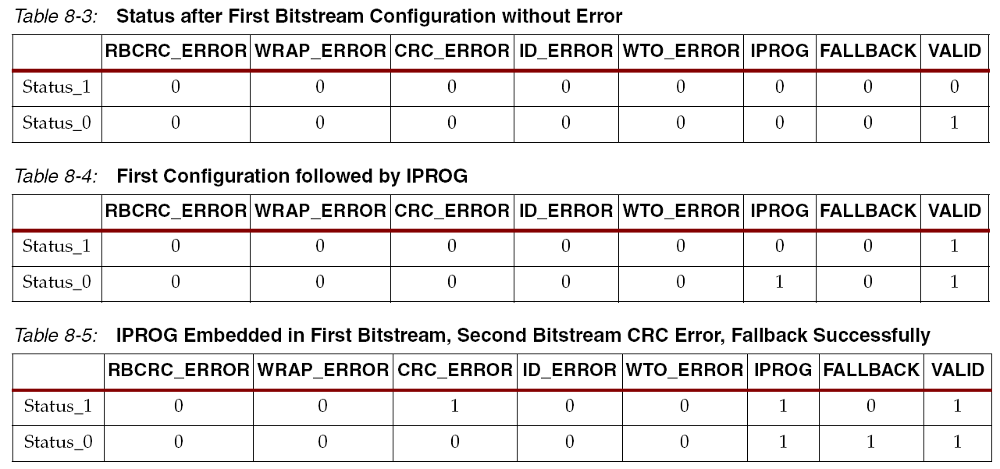 Table 8-3: Status after First Bitstream Configuration without Error
RBCRC_ERROR WRAP_ERROR CRC_ERROR ID_ERROR WTO_ERROR IPROG FALLBACK VALID
Status_1 0 0 0 0 0 0 0 0
Status_0 0 0 0 0 0 0 0 1
Table 8-4: First Configuration followed by IPROG
RBCRC_ERROR WRAP_ERROR CRC_ERROR ID_ERROR WTO_ERROR IPROG FALLBACK VALID
Status_1 0 0 0 0 0 0 0 1
Status_0 0 0 0 0 0 1 0 1
Table 8-5: IPROG Embedded in First Bitstream, Second Bitstream CRC Error, Fallback Successfully
RBCRC_ERROR WRAP_ERROR CRC_ERROR ID_ERROR WTO_ERROR IPROG FALLBACK VALID
Status_1 0 0 1 0 0 1 0 1
Status_0 0 0 0 0 0 1 1 1